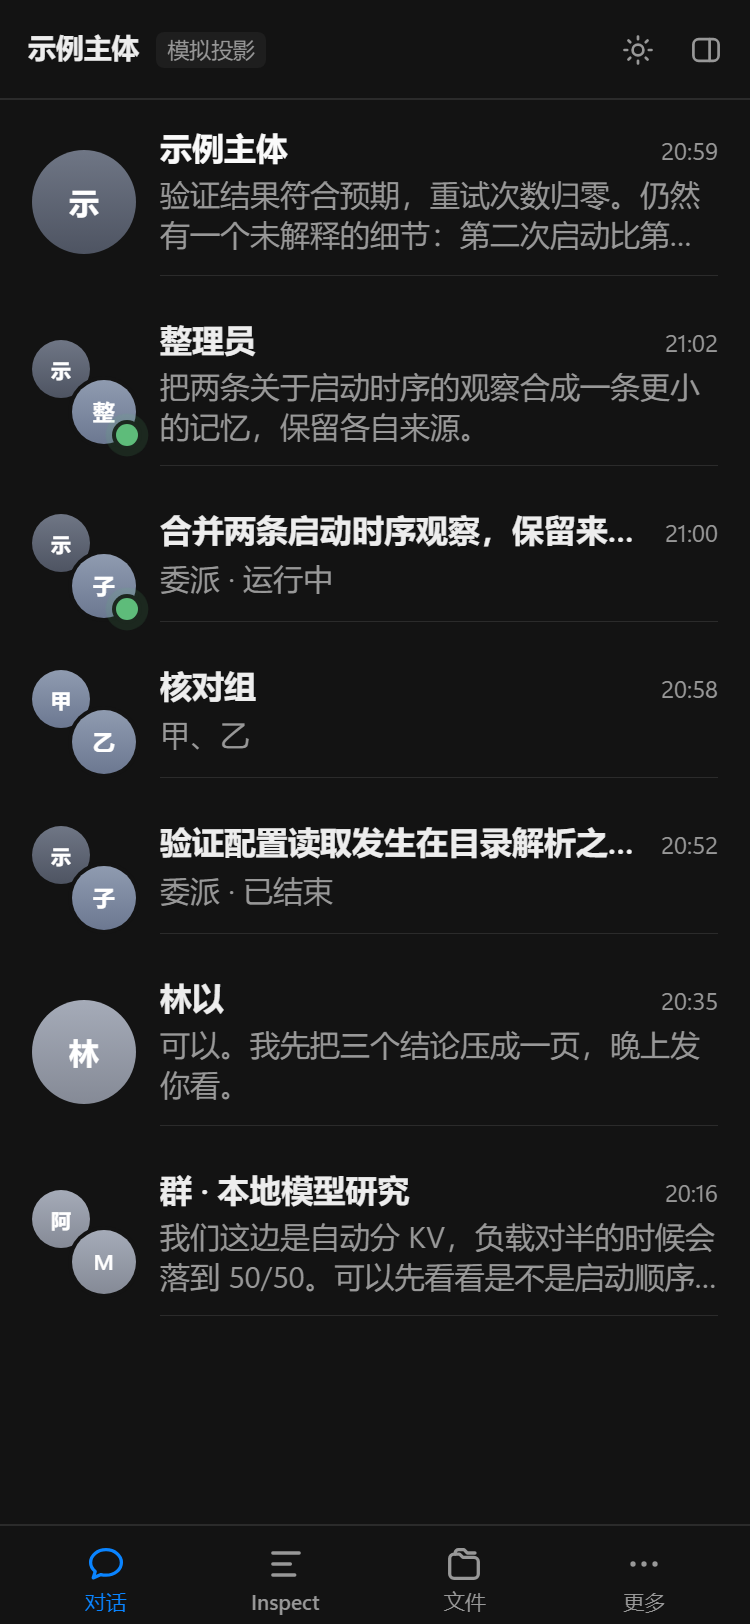 示例主体 模拟投影
示
示例主体 20:59
验证结果符合预期，重试次数归零。仍然
有一个未解释的细节：第二次启动比第...
示
整
整理员 21:02
把两条关于启动时序的观察合成一条更小
的记忆，保留各自来源。
示
子
合并两条启动时序观察，保留来... 21:00
委派 · 运行中
甲
乙
核对组 20:58
甲、乙
示
子
验证配置读取发生在目录解析之... 20:52
委派 · 已结束
林
林以 20:35
可以。我先把三个结论压成一页，晚上发
你看。
阿
M
群 · 本地模型研究 20:16
我们这边是自动分 KV，负载对半的时候会
落到 50/50。可以先看看是不是启动顺序...
对话 Inspect 文件 更多